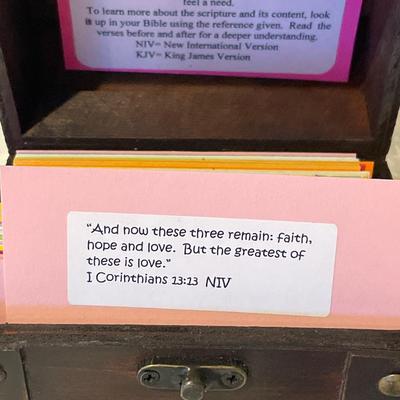 feel a need.
To learn more about the scripture and its content, look
it up in your Bible using the reference given. Read the
verses before and after for a deeper understanding.
NIV= New International Version
KJV= King James Version
“And now these three remain: faith,
hope and love. But the greatest of
these is love.”
I Corinthians 13:13 NIV